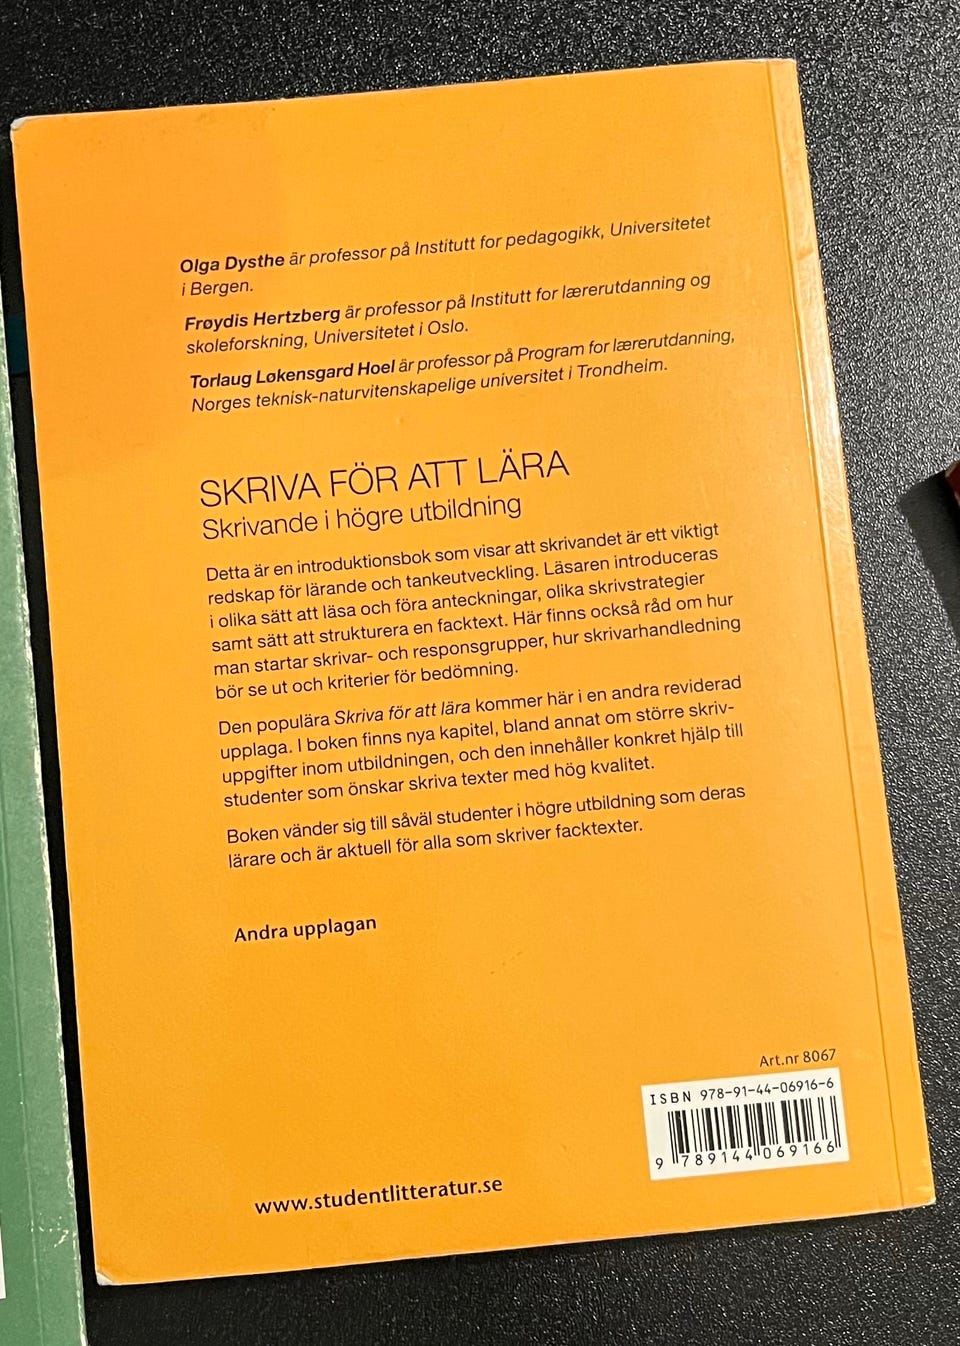 Olga Dysthe är professor på Institutt for pedagogikk, Universitetet
i Bergen.
Frøydis Hertzberg är professor på Institutt for lærerutdanning og
skoleforskning, Universitetet i Oslo.
Torlaug Løkensgard Hoel är professor på Program for lærerutdanning,
Norges teknisk-naturvitenskapelige universitet i Trondheim.
SKRIVA FÖR ATT LÄRA
Skrivande i högre utbildning
Detta är en introduktionsbok som visar att skrivandet är ett viktigt
redskap för lärande och tankeutveckling. Läsaren introduceras
i olika sätt att läsa och föra anteckningar, olika skrivstrategier
samt sätt att strukturera en facktext. Här finns också råd om hur
man startar skrivar- och responsgrupper, hur skrivarhandledning
bör se ut och kriterier för bedömning.
Den populära Skriva för att lära kommer här i en andra reviderad
upplaga. I boken finns nya kapitel, bland annat om större skriv-
uppgifter inom utbildningen, och den innehåller konkret hjälp till
studenter som önskar skriva texter med hög kvalitet.
Boken vänder sig till såväl studenter i högre utbildning som deras
lärare och är aktuell för alla som skriver facktexter.
Andra upplagan
Art.nr 8067
ISBN 978-91-44-06916-6
9 789144 069166
www.studentlitteratur.se